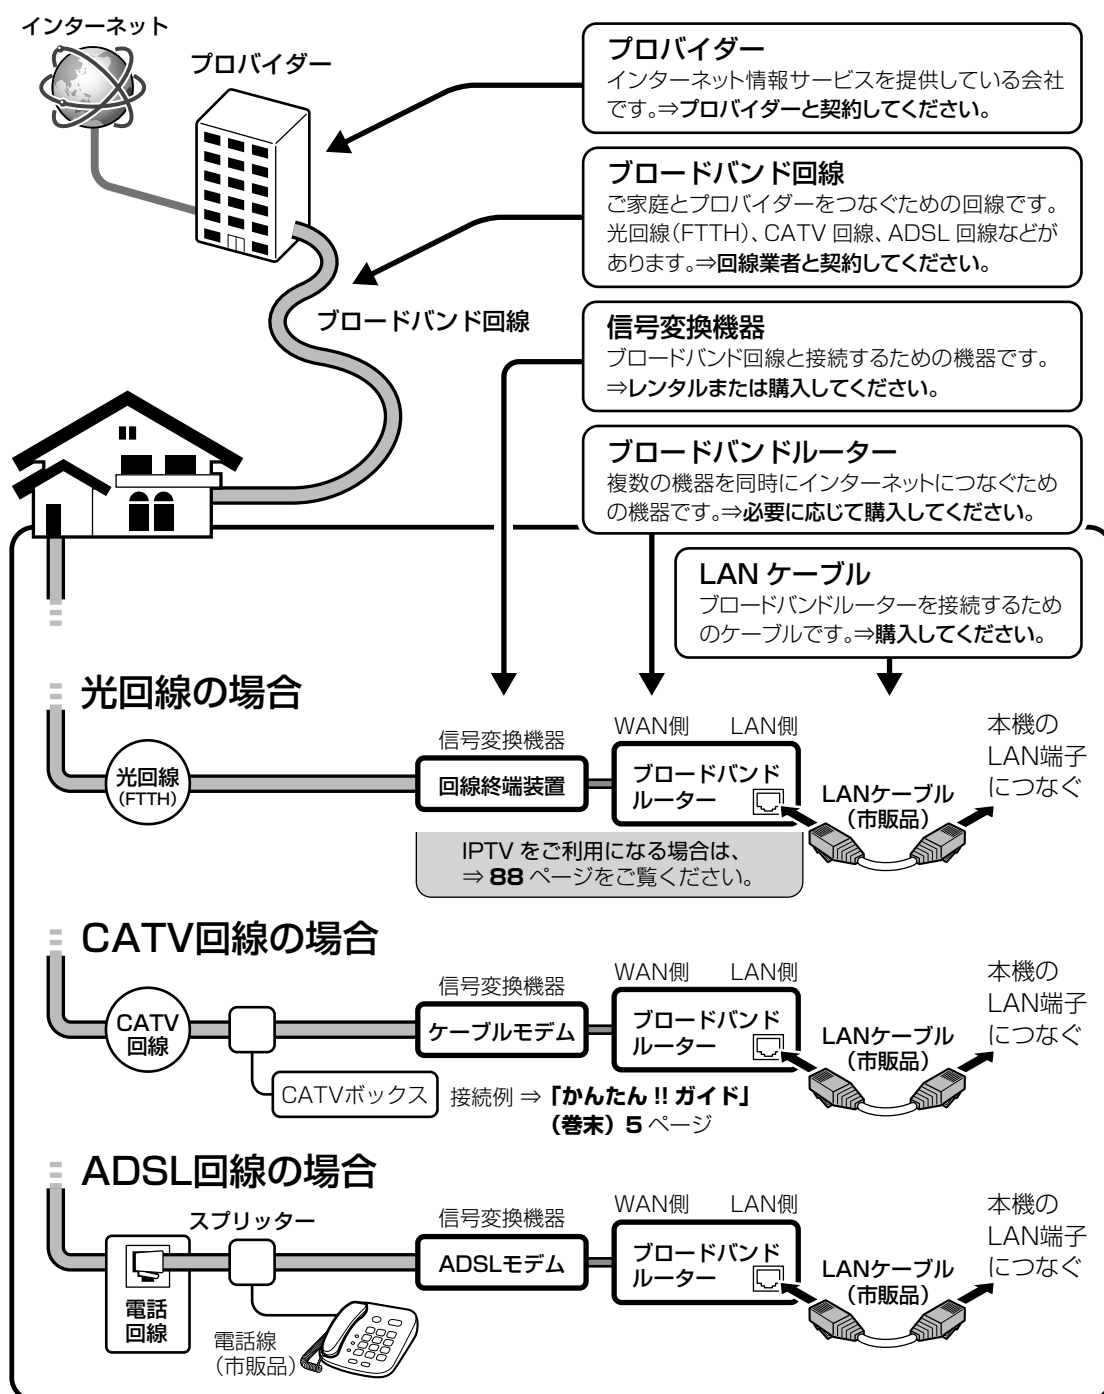 インターネット
プロバイダー
プロバイダー
インターネット情報サービスを提供している会社
です。⇒プロバイダーと契約してください。
ブロードバンド回線
ご家庭とプロバイダーをつなぐための回線です。
光回線(FTTH)、CATV 回線、ADSL 回線などが
あります。⇒回線業者と契約してください。
ブロードバンド回線
信号変換機器
ブロードバンド回線と接続するための機器です。
⇒レンタルまたは購入してください。
ブロードバンドルーター
複数の機器を同時にインターネットにつなぐため
の機器です。⇒必要に応じて購入してください。
LAN ケーブル
ブロードバンドルーターを接続するため
のケーブルです。⇒購入してください。
光回線の場合
光回線
(FTTH)
信号変換機器
回線終端装置
WAN側 LAN側
ブロードバンド
ルーター
LANケーブル
(市販品)
本機の
LAN端子
につなぐ
IPTV をご利用になる場合は、
⇒ 88 ページをご覧ください。
CATV回線の場合
CATV
回線
信号変換機器
ケーブルモデム
WAN側 LAN側
ブロードバンド
ルーター
LANケーブル
(市販品)
本機の
LAN端子
につなぐ
CATVボックス
接続例 ⇒「かんたん !! ガイド」
(巻末) 5 ページ
ADSL回線の場合
電話
回線
スプリッター
電話線
(市販品)
信号変換機器
ADSLモデム
WAN側 LAN側
ブロードバンド
ルーター
LANケーブル
(市販品)
本機の
LAN端子
につなぐ